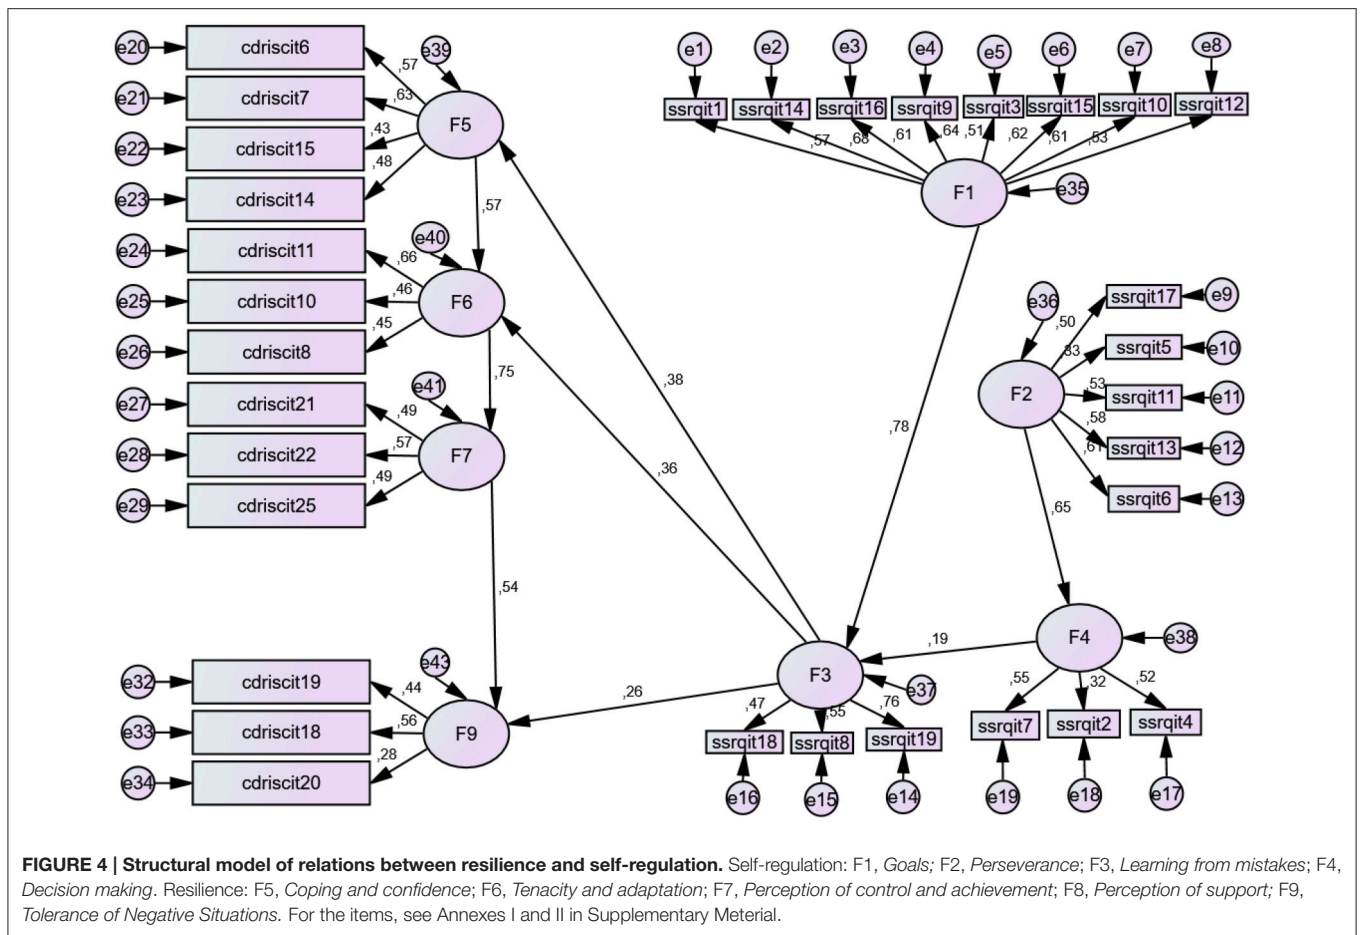 e20 cdriscit6
e21 cdriscit7
e22 cdriscit15
e23 cdriscit14
,57
,63
,43
,48
e39
F5
,57
e24 cdriscit11
e25 cdriscit10
e26 cdriscit8
,66
,46
,45
e40
F6
,75
e27 cdriscit21
e28 cdriscit22
e29 cdriscit25
,49
,57
,49
e41
F7
,54
e32 cdriscit19
e33 cdriscit18
e34 cdriscit20
,44
,56
,28
e43
F9
e1 e2 e3 e4 e5 e6 e7 e8
ssrqit1 ssrqit14 ssrqit16 ssrqit9 ssrqit3 ssrqit15 ssrqit10 ssrqit12
,57 ,68 ,61 ,64 ,51 ,62 ,61 ,53
F1
e35
,38
,36
,78
,26
,19
,65
e36
F2
,50
,33
,53
,58
,61
ssrqit17 e9
ssrqit5 e10
ssrqit11 e11
ssrqit13 e12
ssrqit6 e13
F4
e38
,55 ,32 ,52
ssrqit7 ssrqit2 ssrqit4
e19 e18 e17
F3
e37
,47 ,55 ,76
ssrqit18 ssrqit8 ssrqit19
e16 e15 e14
FIGURE 4 | Structural model of relations between resilience and self-regulation. Self-regulation: F1, Goals; F2, Perseverance; F3, Learning from mistakes; F4,
Decision making. Resilience: F5, Coping and confidence; F6, Tenacity and adaptation; F7, Perception of control and achievement; F8, Perception of support; F9,
Tolerance of Negative Situations. For the items, see Annexes I and II in Supplementary Meterial.